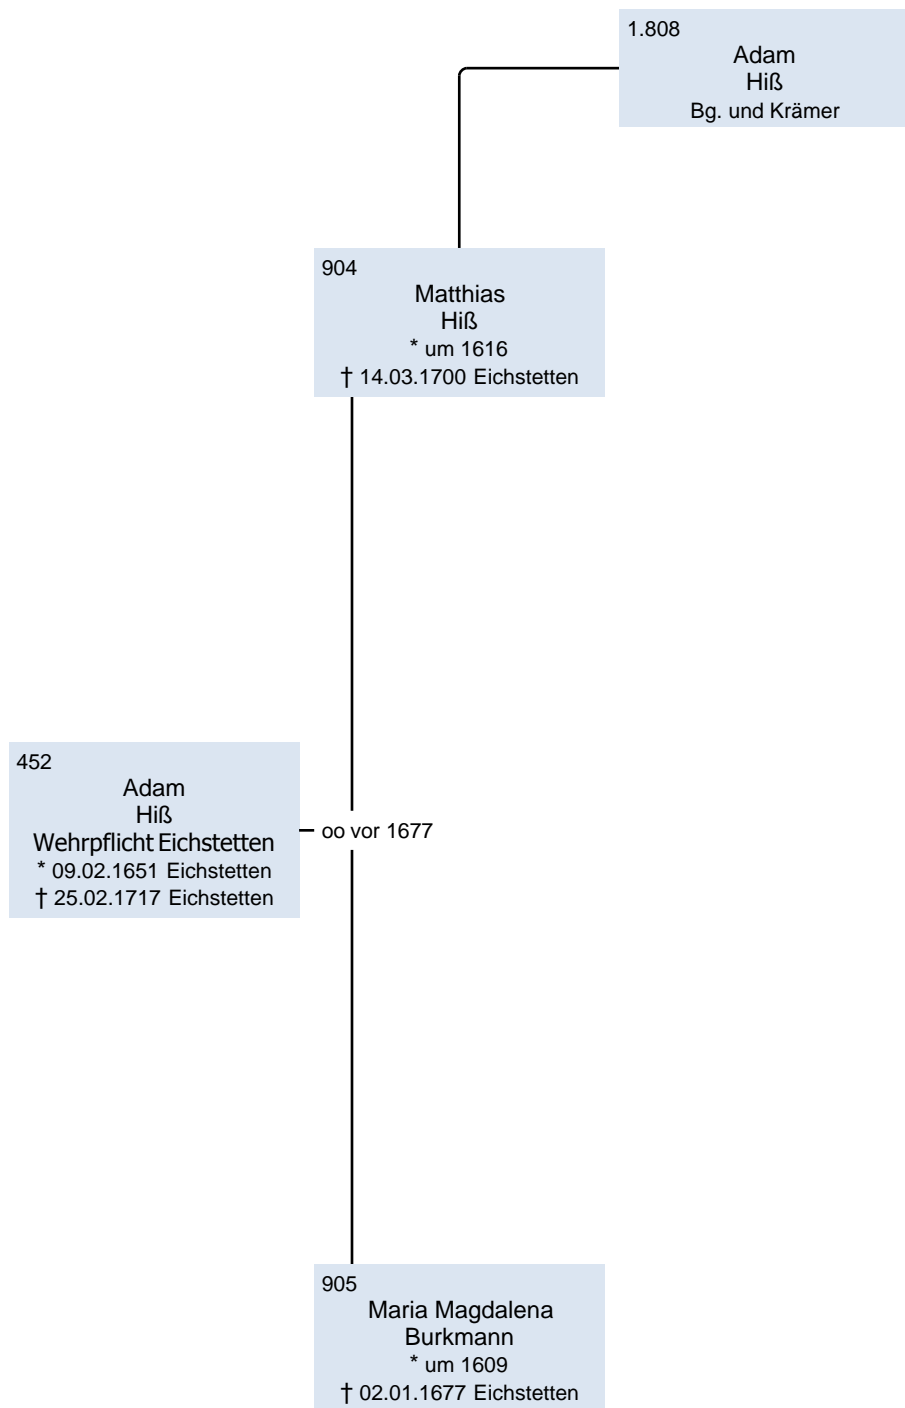 1.808
Adam
Hiß
Bg. und Krämer
904
Matthias
Hiß
* um 1616
† 14.03.1700 Eichstetten
452
Adam
Hiß
Wehrpflicht Eichstetten
* 09.02.1651 Eichstetten
† 25.02.1717 Eichstetten
oo vor 1677
905
Maria Magdalena
Burkmann
* um 1609
† 02.01.1677 Eichstetten